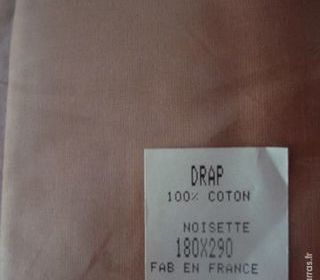 DRAP
100% COTON
NOISETTE
180X290
FAB EN FRANCE